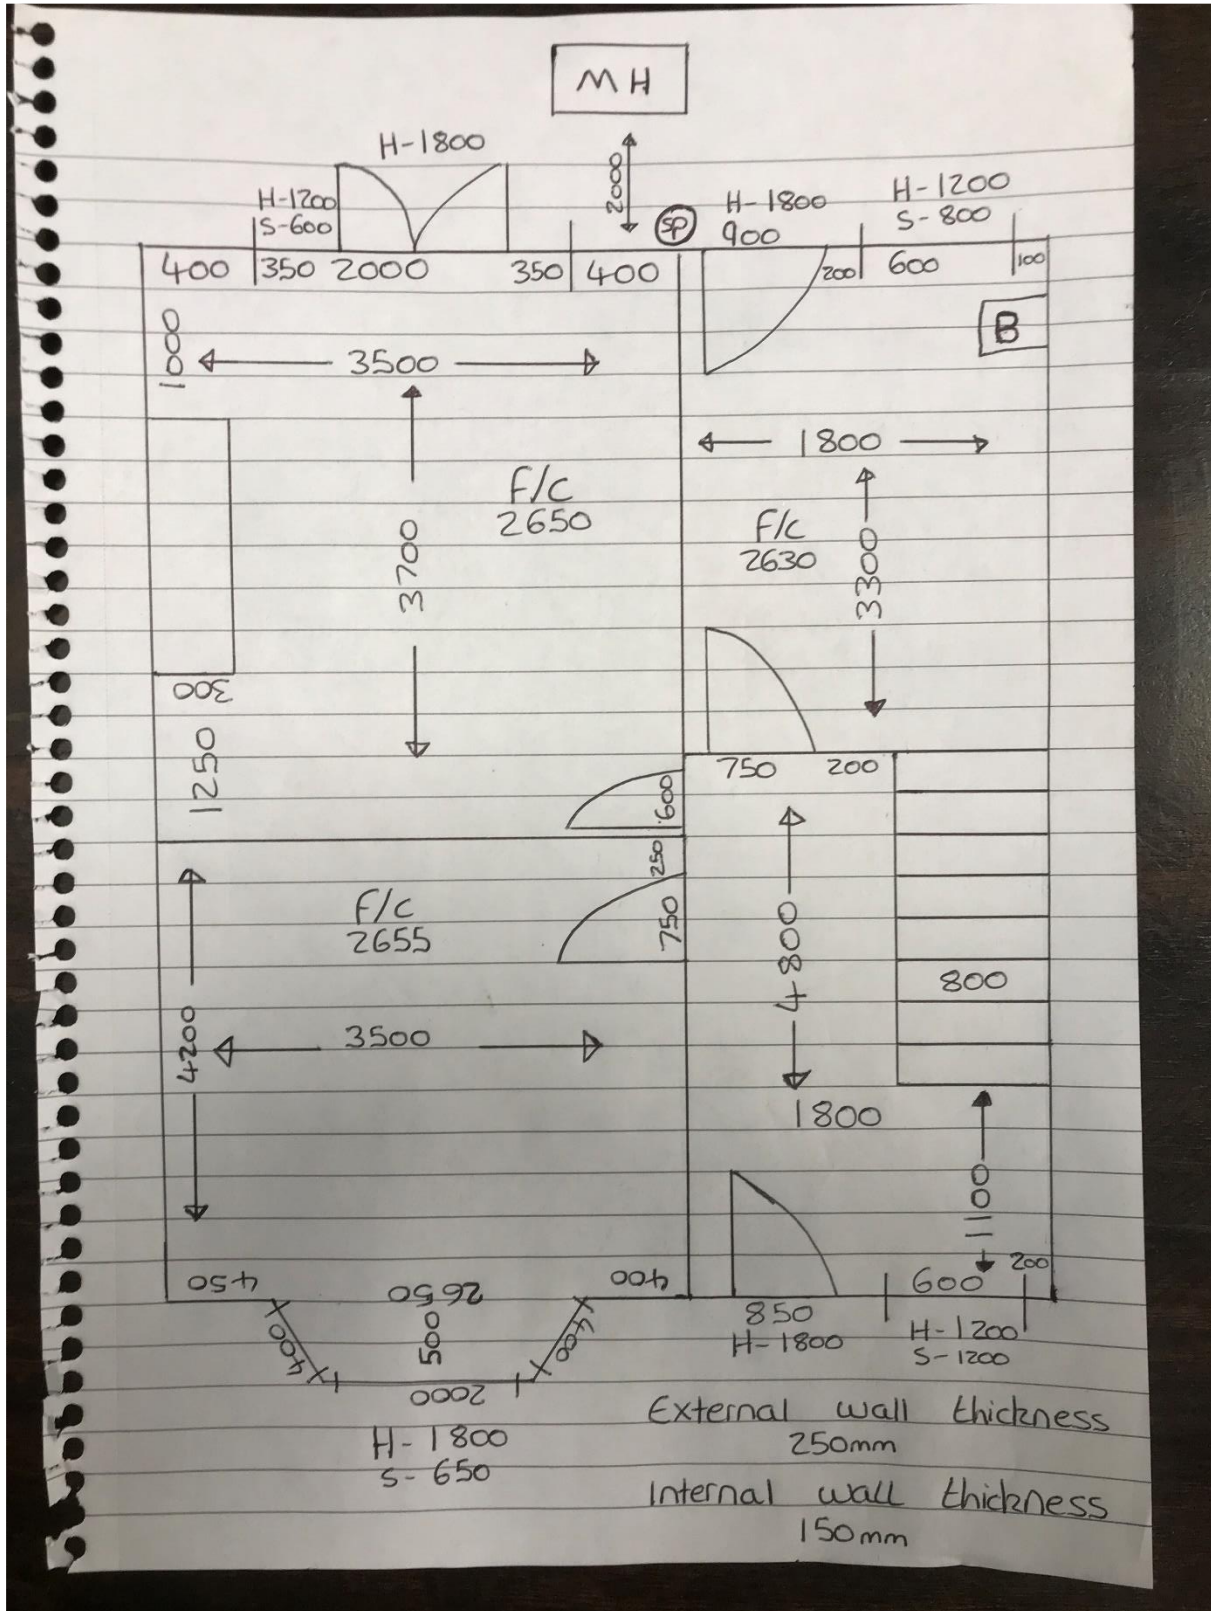 MH
H-1800
2000
H-1200
S-600
SP
H-1800
900
H-1200
S-800
400 350 2000 350 400
200 600 100
1000
B
3500
1800
F/C
2650
F/C
2630
3700
3300
300
1250
750 200
600
250
750
F/C
2655
4800
800
4200
3500
1800
1100
200
450 2650 400
600
850
H-1800
H-1200
S-1200
400 500 400
2000
H-1800
S-650
External wall thickness
250mm
Internal wall thickness
150mm